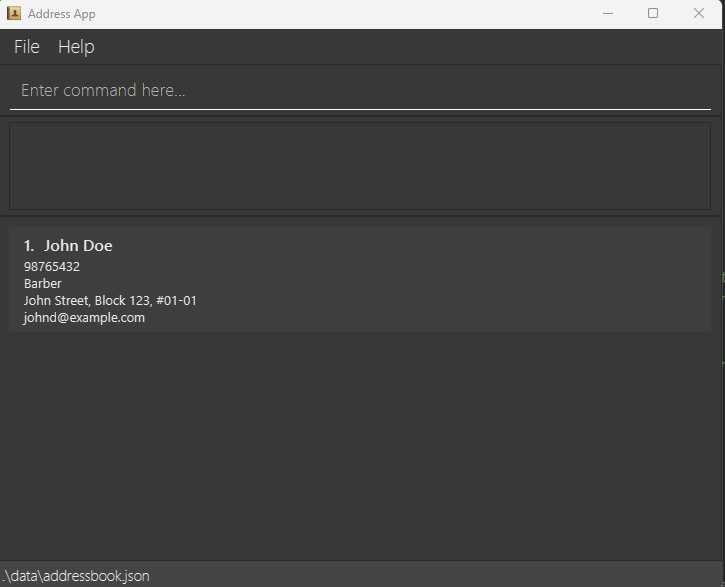 Address App
File Help
Enter command here...
1. John Doe
98765432
Barber
John Street, Block 123, #01-01
johnd@example.com
.\data\addressbook.json